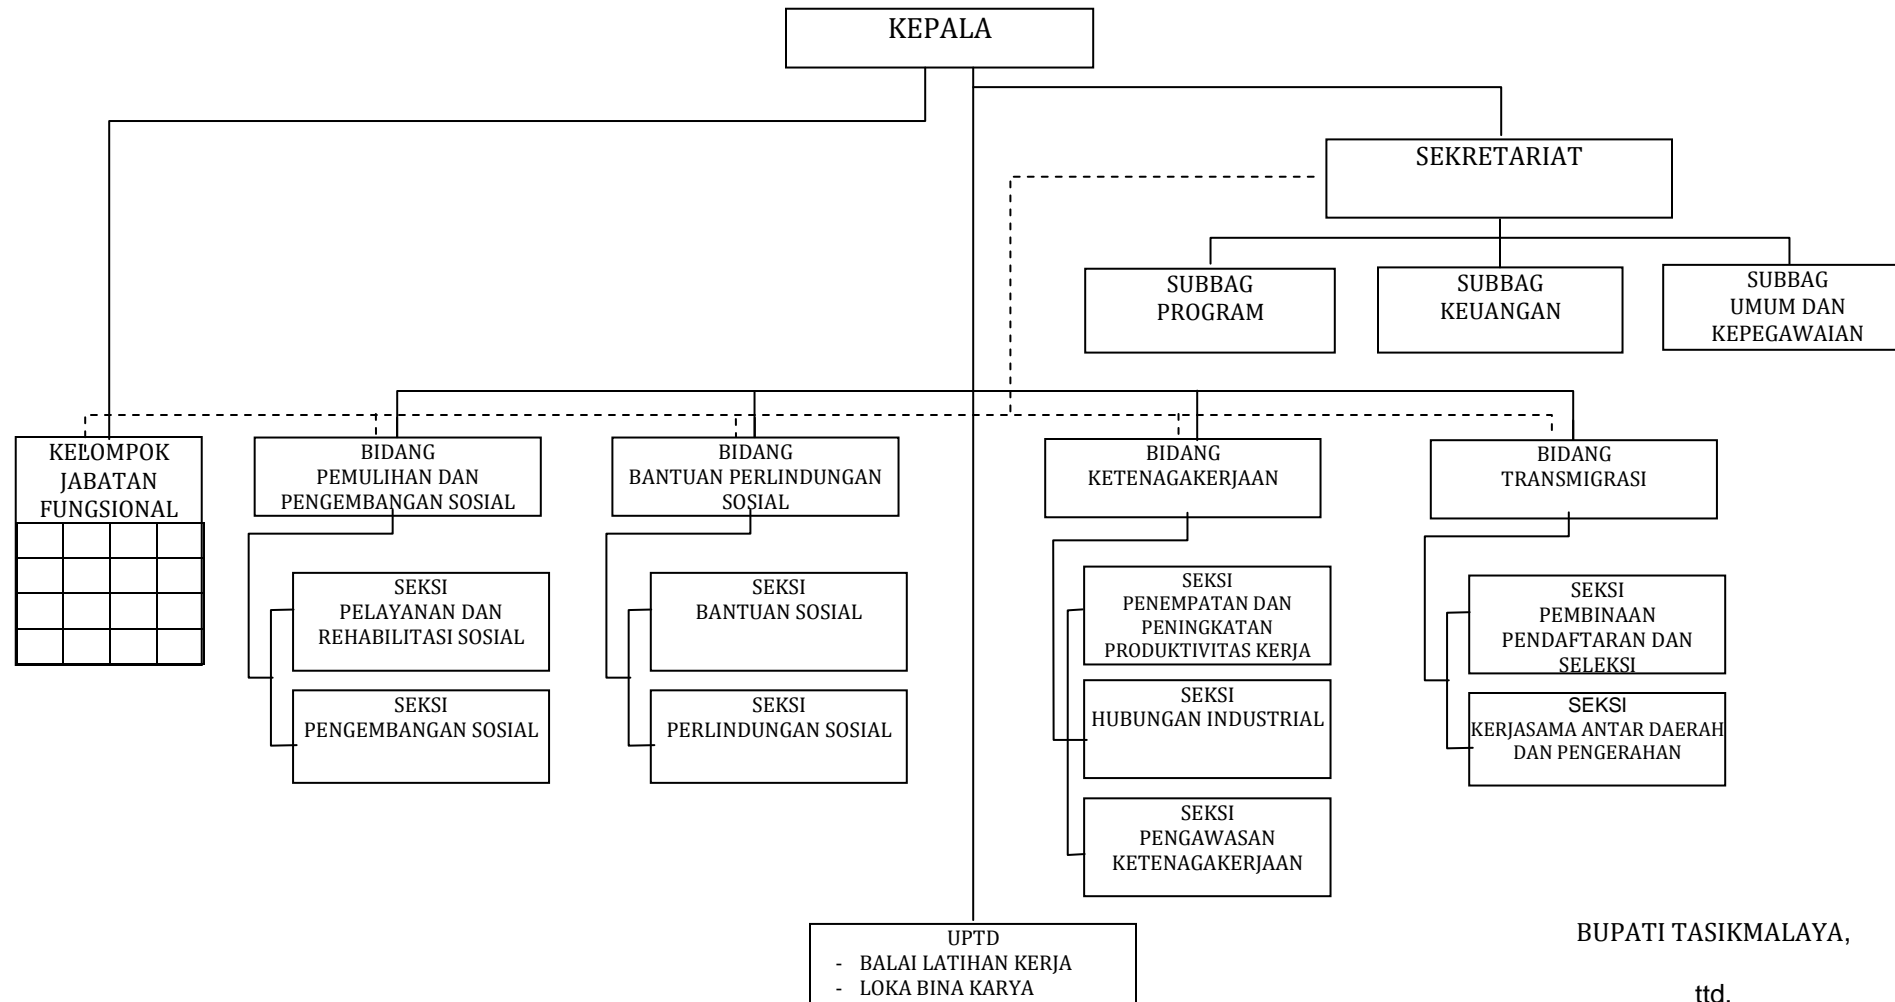 KEPALA
SEKRETARIAT
SUBBAG
PROGRAM
SUBBAG
KEUANGAN
SUBBAG
UMUM DAN
KEPEGAWAIAN
KELOMPOK
JABATAN
FUNGSIONAL
BIDANG
PEMULIHAN DAN
PENGEMBANGAN SOSIAL
BIDANG
BANTUAN PERLINDUNGAN
SOSIAL
BIDANG
KETENAGAKERJAAN
BIDANG
TRANSMIGRASI
SEKSI
PELAYANAN DAN
REHABILITASI SOSIAL
SEKSI
PENGEMBANGAN SOSIAL
SEKSI
BANTUAN SOSIAL
SEKSI
PERLINDUNGAN SOSIAL
SEKSI
PENEMPATAN DAN
PENINGKATAN
PRODUKTIVITAS KERJA
SEKSI
HUBUNGAN INDUSTRIAL
SEKSI
PENGAWASAN
KETENAGAKERJAAN
SEKSI
PEMBINAAN
PENDAFTARAN DAN
SELEKSI
SEKSI
KERJASAMA ANTAR DAERAH
DAN PENGERAHAN
UPTD
- BALAI LATIHAN KERJA
- LOKA BINA KARYA
BUPATI TASIKMALAYA,
ttd.